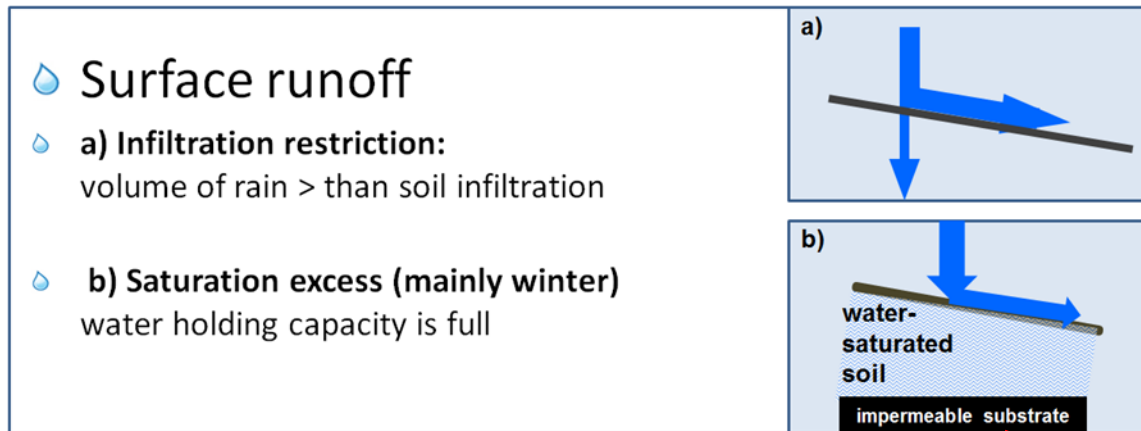 Surface runoff
a) Infiltration restriction:
volume of rain > than soil infiltration
b) Saturation excess (mainly winter)
water holding capacity is full
a)
b)
water-
saturated
soil
impermeable substrate